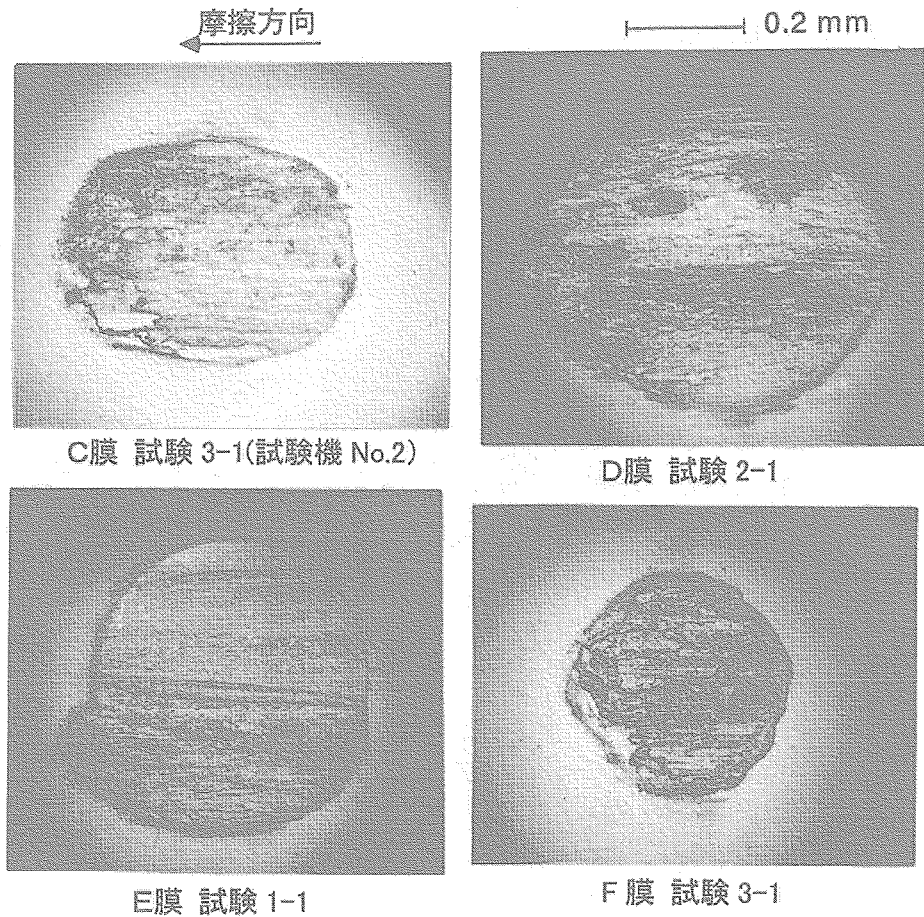 摩擦方向
0.2 mm
C膜 試験 3-1(試験機 No.2)
D膜 試験 2-1
E膜 試験 1-1
F膜 試験 3-1